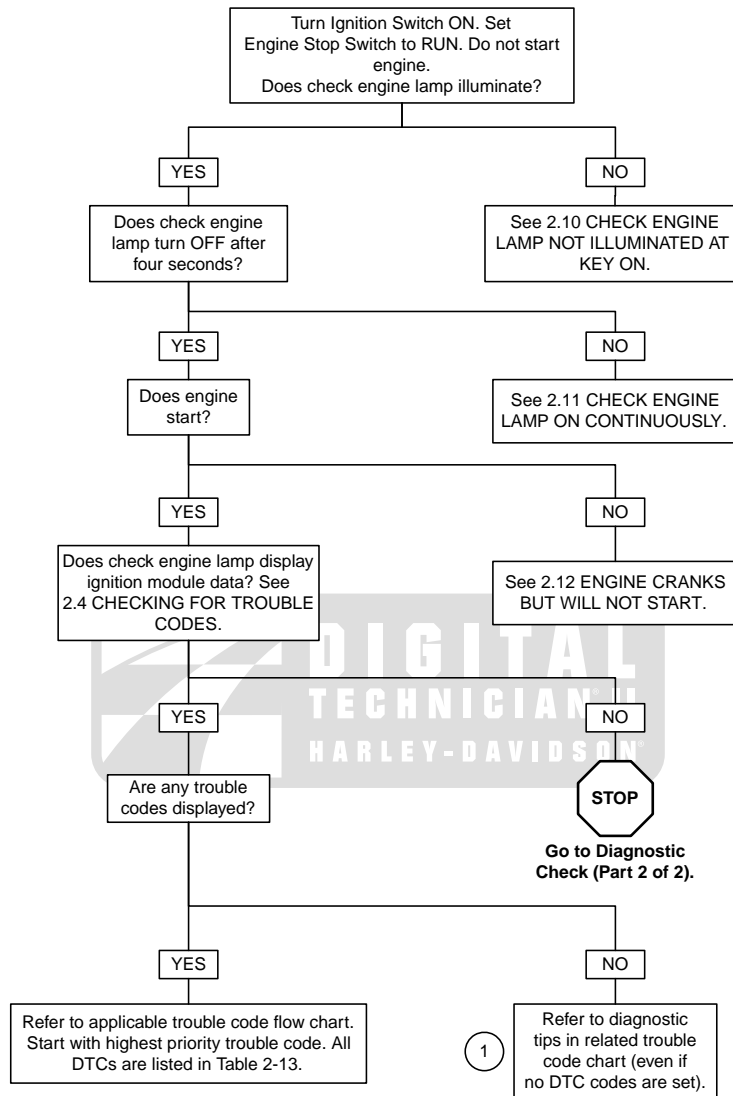 Turn Ignition Switch ON. Set
Engine Stop Switch to RUN. Do not start
engine.
Does check engine lamp illuminate?
YES
NO
Does check engine
lamp turn OFF after
four seconds?
See 2.10 CHECK ENGINE
LAMP NOT ILLUMINATED AT
KEY ON.
YES
NO
Does engine
start?
See 2.11 CHECK ENGINE
LAMP ON CONTINUOUSLY.
YES
NO
Does check engine lamp display
ignition module data? See
2.4 CHECKING FOR TROUBLE
CODES.
See 2.12 ENGINE CRANKS
BUT WILL NOT START.
DIGITAL
TECHNICIAN® II
HARLEY-DAVIDSON®
YES
NO
Are any trouble
codes displayed?
STOP
Go to Diagnostic
Check (Part 2 of 2).
YES
NO
Refer to applicable trouble code flow chart.
Start with highest priority trouble code. All
DTCs are listed in Table 2-13.
1
Refer to diagnostic
tips in related trouble
code chart (even if
no DTC codes are set).